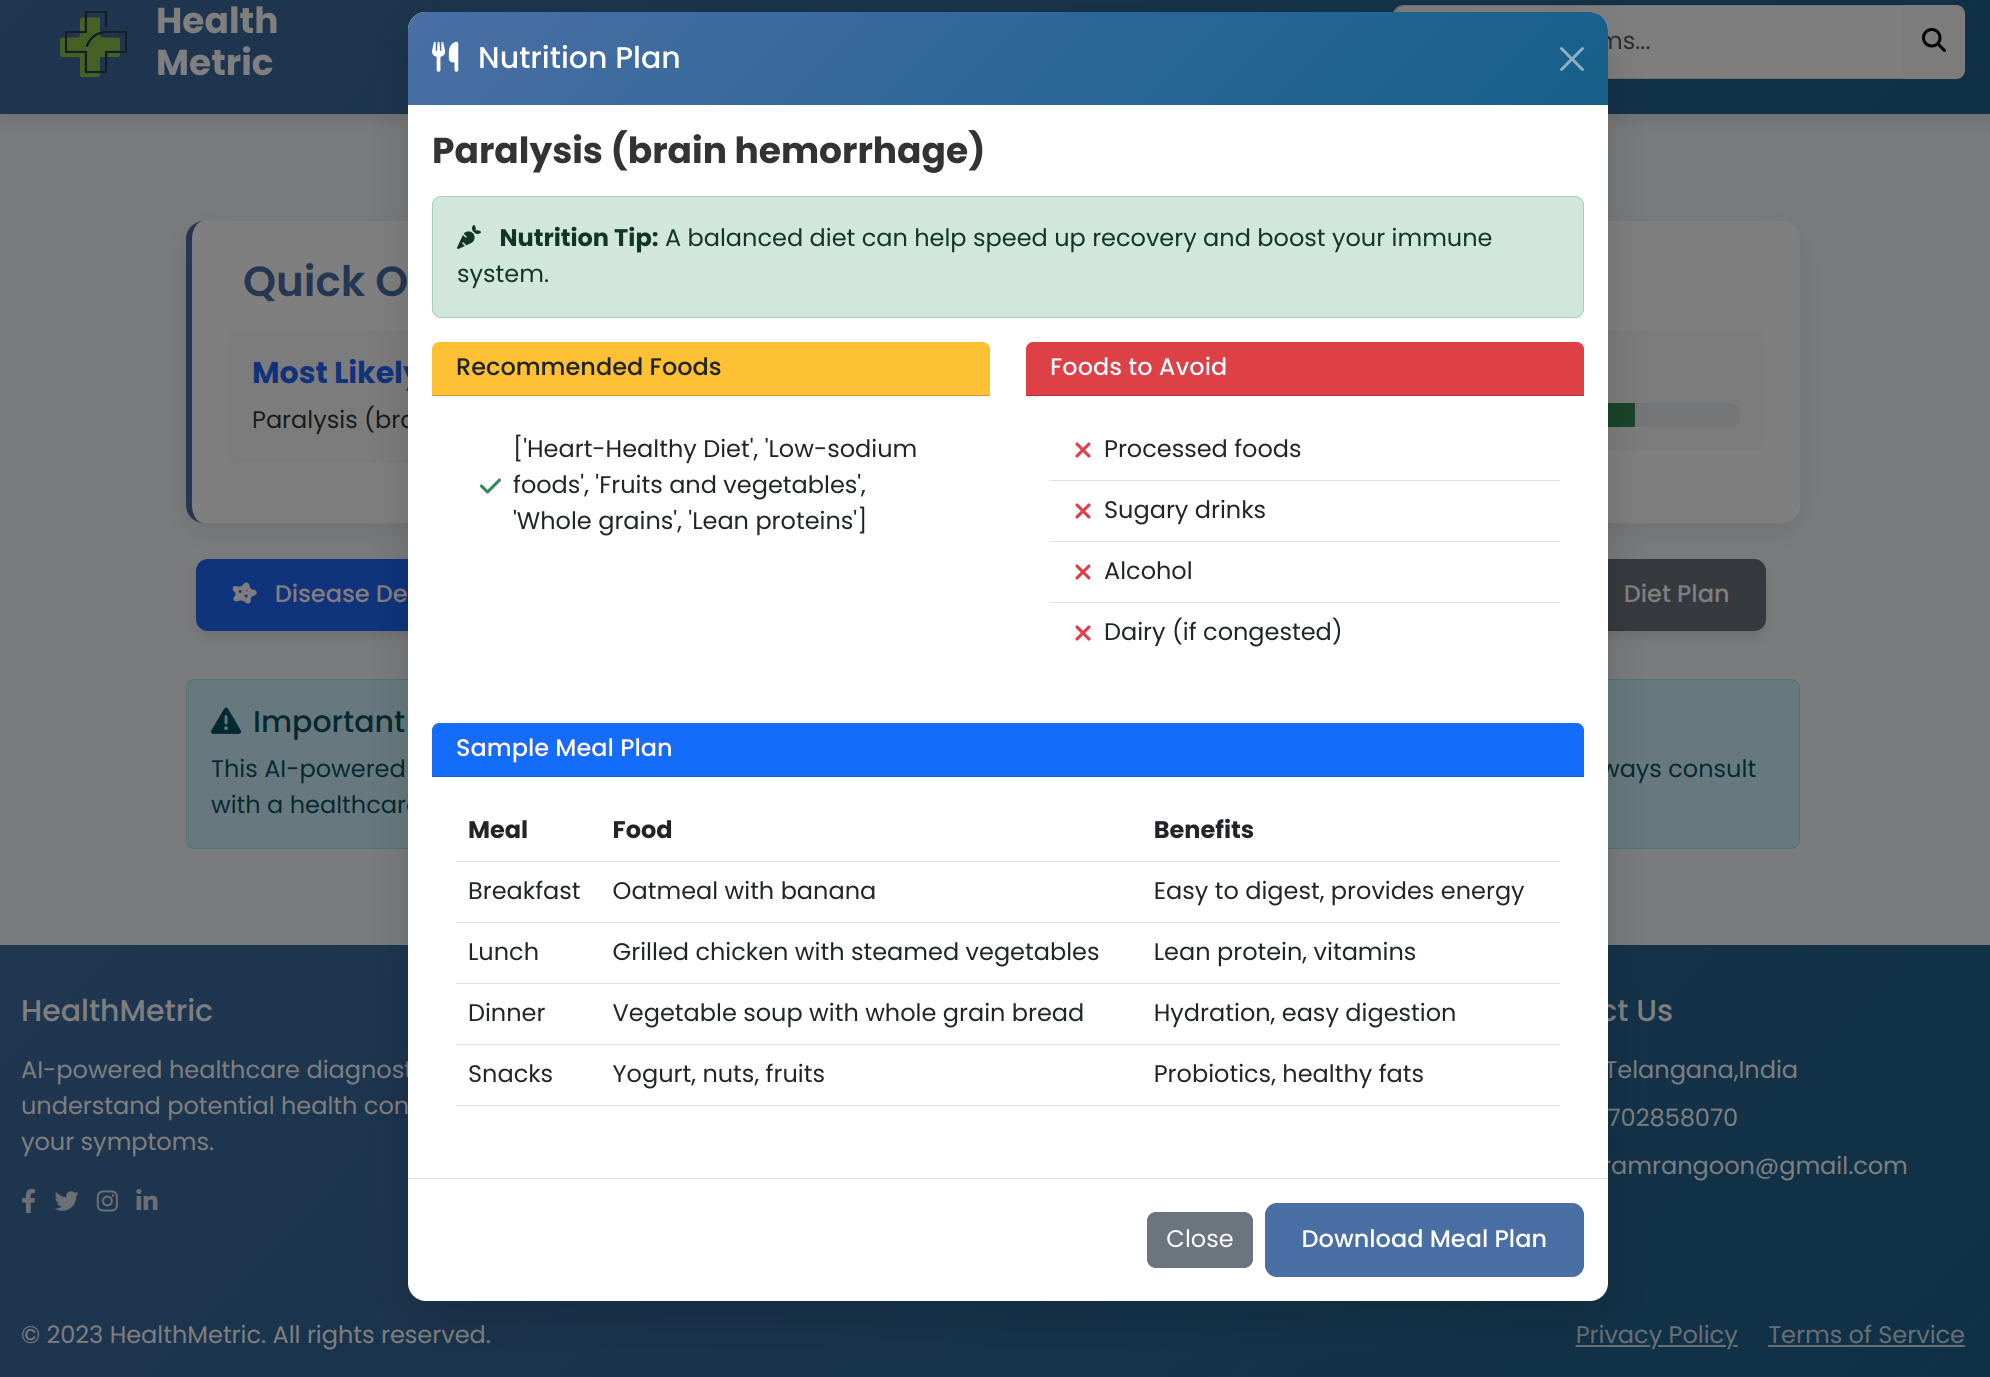 Health
Metric
Nutrition Plan
Paralysis (brain hemorrhage)
Nutrition Tip: A balanced diet can help speed up recovery and boost your immune
system.
Quick O
Most Likely
Paralysis (bro
Recommended Foods
['Heart-Healthy Diet', 'Low-sodium
foods', 'Fruits and vegetables',
'Whole grains', 'Lean proteins']
Foods to Avoid
Processed foods
Sugary drinks
Alcohol
Dairy (if congested)
Disease De
Diet Plan
Important
This AI-powered
ways consult
with a healthcar
Sample Meal Plan
Meal Food Benefits
Breakfast Oatmeal with banana Easy to digest, provides energy
Lunch Grilled chicken with steamed vegetables Lean protein, vitamins
Dinner Vegetable soup with whole grain bread Hydration, easy digestion
Snacks Yogurt, nuts, fruits Probiotics, healthy fats
Close
Download Meal Plan
HealthMetric
AI-powered healthcare diagnost
understand potential health con
your symptoms.
ct Us
Telangana,India
702858070
ramrangoon@gmail.com
© 2023 HealthMetric. All rights reserved.
Privacy Policy Terms of Service